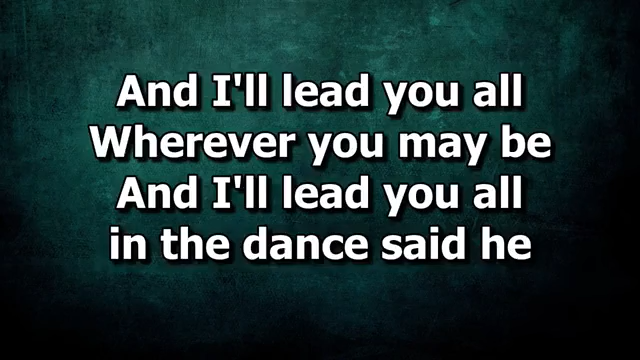 And I'll lead you all
Wherever you may be
And I'll lead you all
in the dance said he